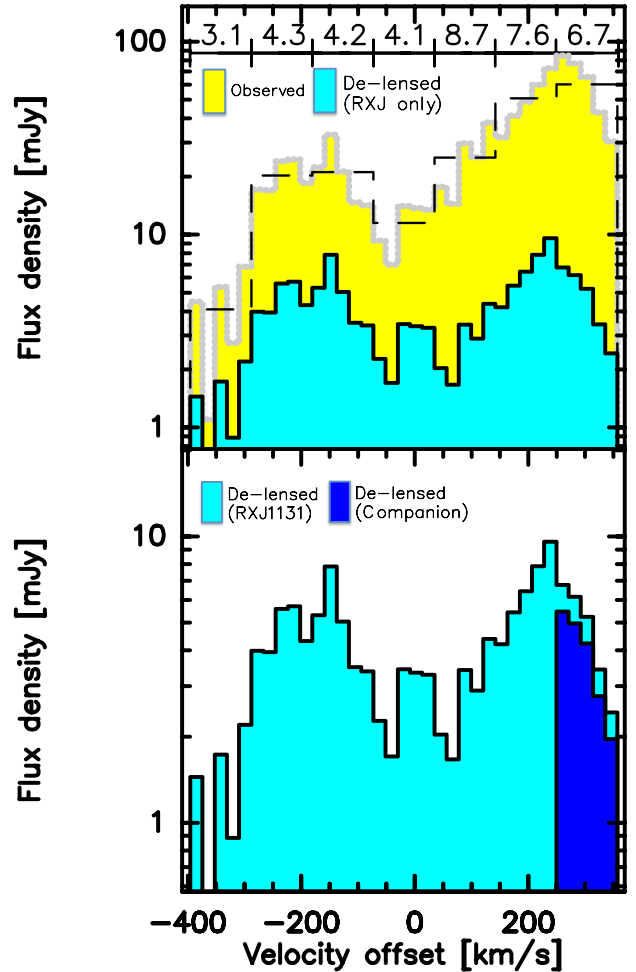 3.1 4.3 4.2 4.1 8.7 7.6 6.7
100
Observed
De-lensed
(RXJ only)
Flux density [mJy]
10
1
De-lensed
(RXJ1131)
De-lensed
(Companion)
10
Flux density [mJy]
1
−400 −200 0 200
Velocity offset [km/s]